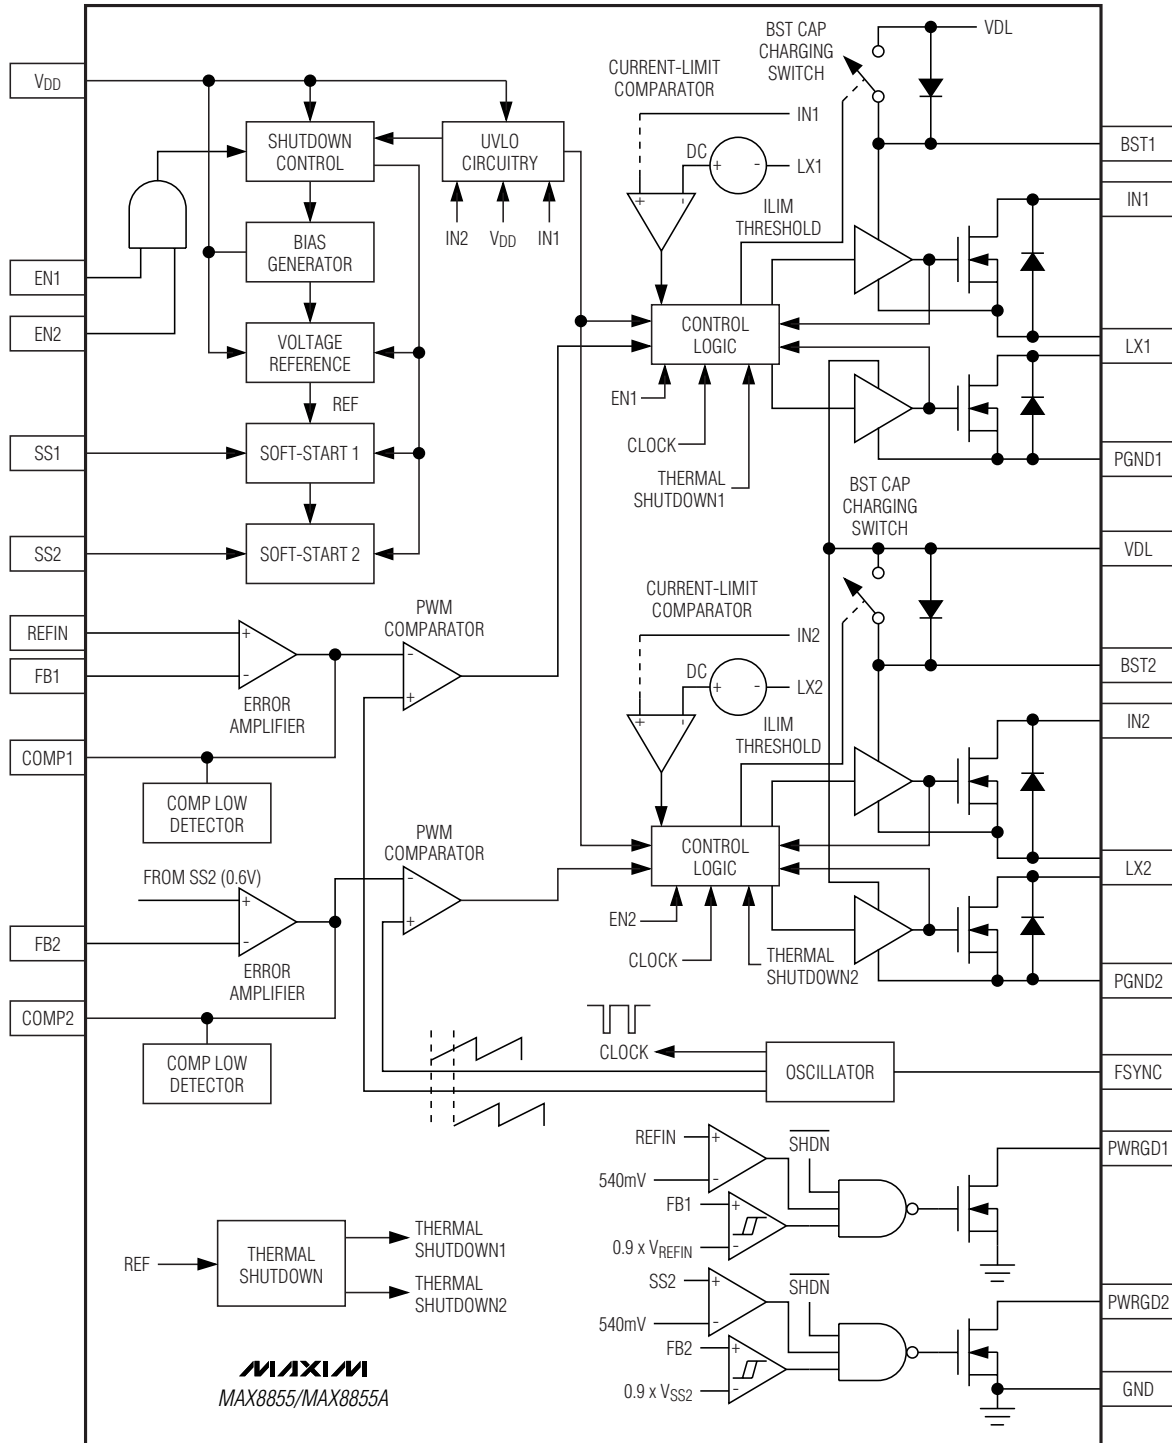 VDD
SHUTDOWN
CONTROL
UVLO
CIRCUITRY
IN2
VDD
IN1
BIAS
GENERATOR
EN1
EN2
VOLTAGE
REFERENCE
REF
SS1
SOFT-START 1
SS2
SOFT-START 2
BST CAP
CHARGING
SWITCH
VDL
CURRENT-LIMIT
COMPARATOR
IN1
DC
+
-
LX1
+
-
ILIM
THRESHOLD
BST1
IN1
CONTROL
LOGIC
LX1
EN1
CLOCK
THERMAL
SHUTDOWN1
PGND1
BST CAP
CHARGING
SWITCH
VDL
CURRENT-LIMIT
COMPARATOR
IN2
DC
+
-
LX2
+
-
ILIM
THRESHOLD
BST2
IN2
CONTROL
LOGIC
LX2
EN2
CLOCK
THERMAL
SHUTDOWN2
PGND2
REFIN
+
FB1
-
ERROR
AMPLIFIER
PWM
COMPARATOR
-
+
COMP1
COMP LOW
DETECTOR
FROM SS2 (0.6V)
+
FB2
-
ERROR
AMPLIFIER
PWM
COMPARATOR
-
+
COMP2
COMP LOW
DETECTOR
CLOCK
OSCILLATOR
FSYNC
REFIN
+
540mV
-
SHDN
FB1
+
0.9 x VREFIN
-
PWRGD1
SS2
+
540mV
-
SHDN
FB2
+
0.9 x VSS2
-
PWRGD2
GND
REF
THERMAL
SHUTDOWN
THERMAL
SHUTDOWN1
THERMAL
SHUTDOWN2
MAXIM
MAX8855/MAX8855A